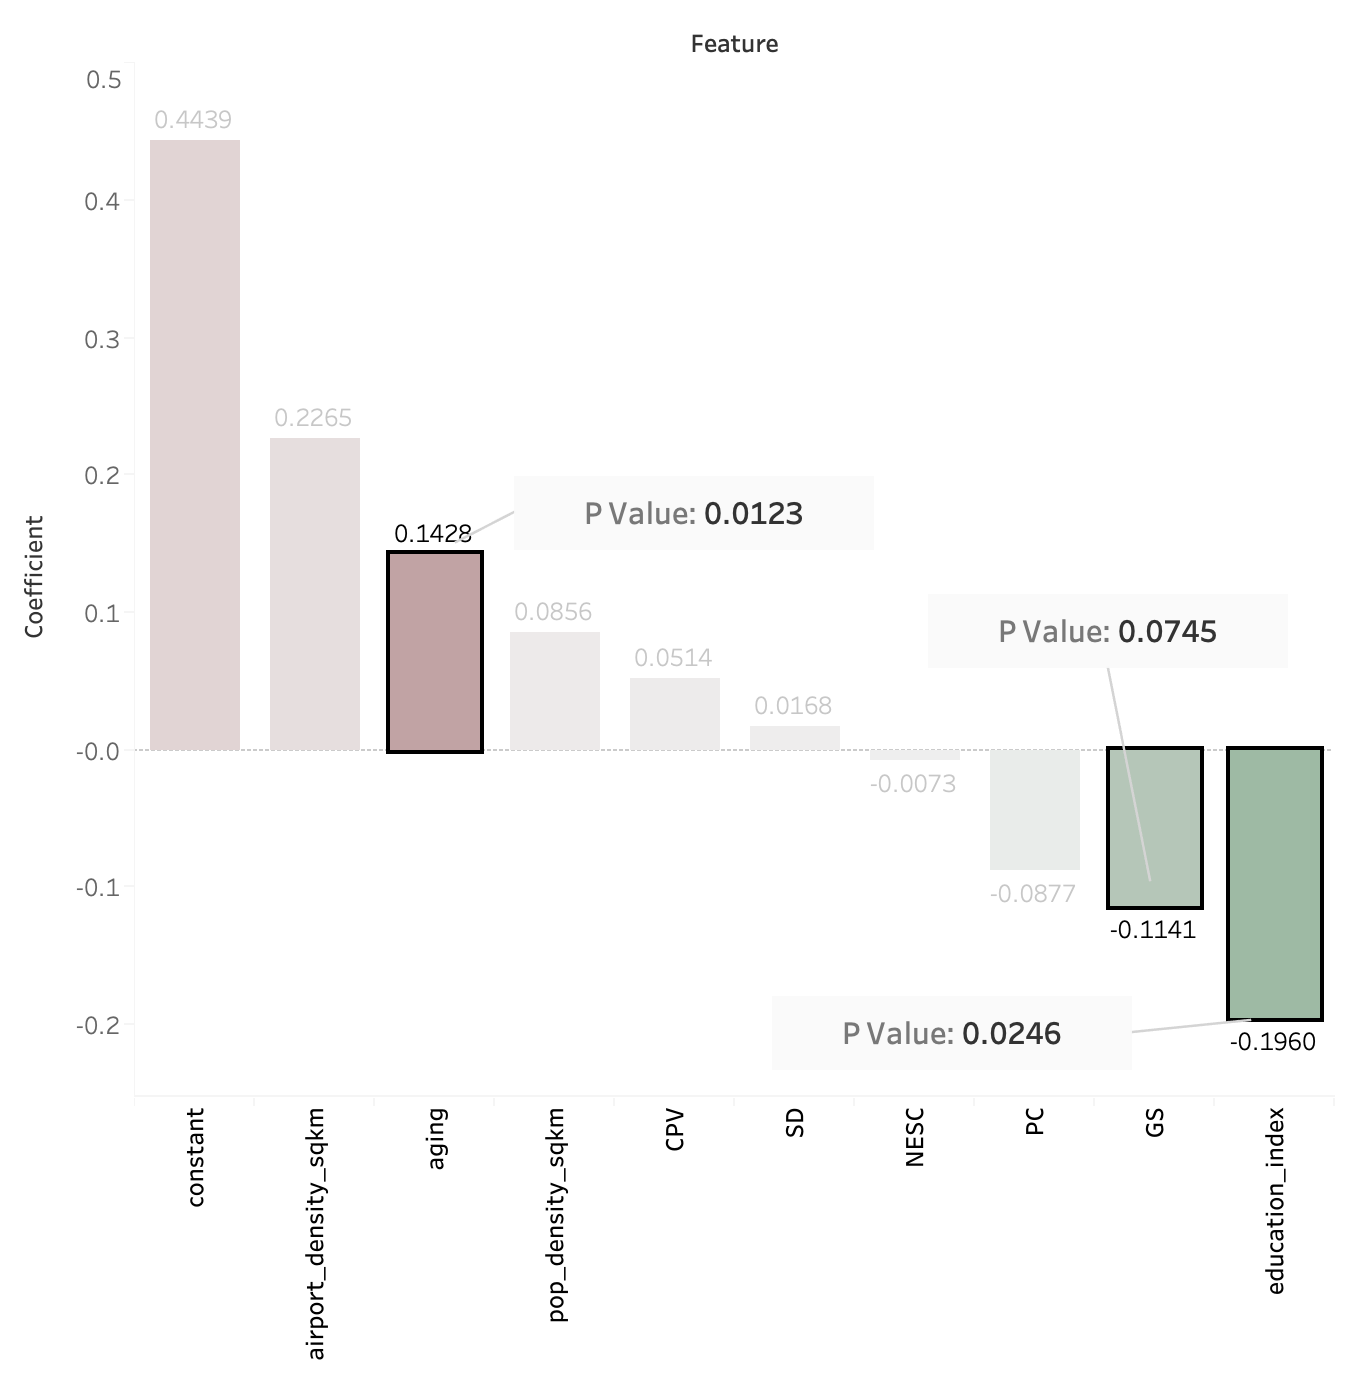 Feature
0.5
0.4439
0.4
0.3
0.2265
0.2
P Value: 0.0123
0.1428
0.1
0.0856
P Value: 0.0745
0.0514
0.0168
-0.0
-0.0073
-0.1
-0.0877
-0.1141
-0.2
P Value: 0.0246
-0.1960
Coefficient
constant
airport_density_sqkm
aging
pop_density_sqkm
CPV
SD
NESC
PC
GS
education_index